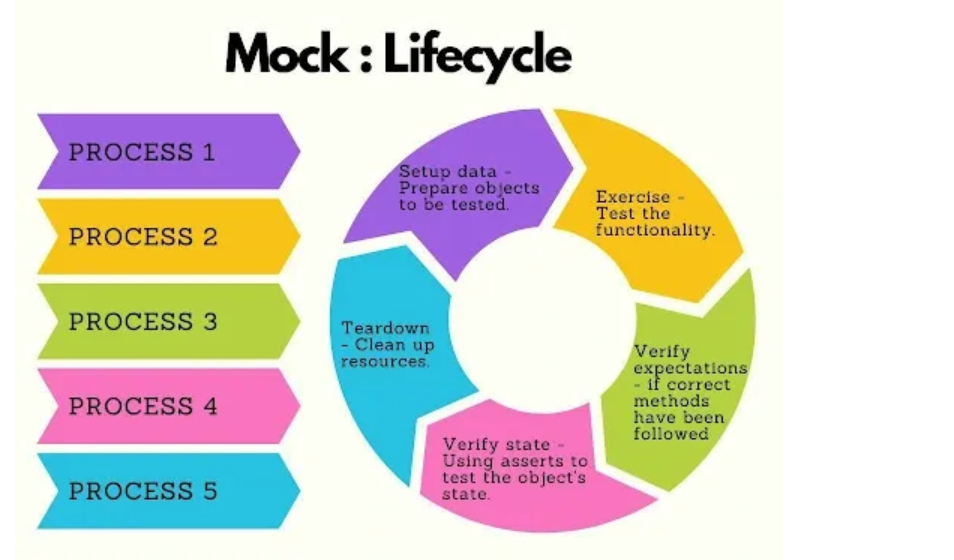 Mock : Lifecycle
PROCESS 1
PROCESS 2
PROCESS 3
PROCESS 4
PROCESS 5
Setup data -
Prepare objects
to be tested.
Exercise -
Test the
functionality.
Verify
expectations
- if correct
methods
have been
followed
Verify state -
Using asserts to
test the object's
state.
Teardown
- Clean up
resources.